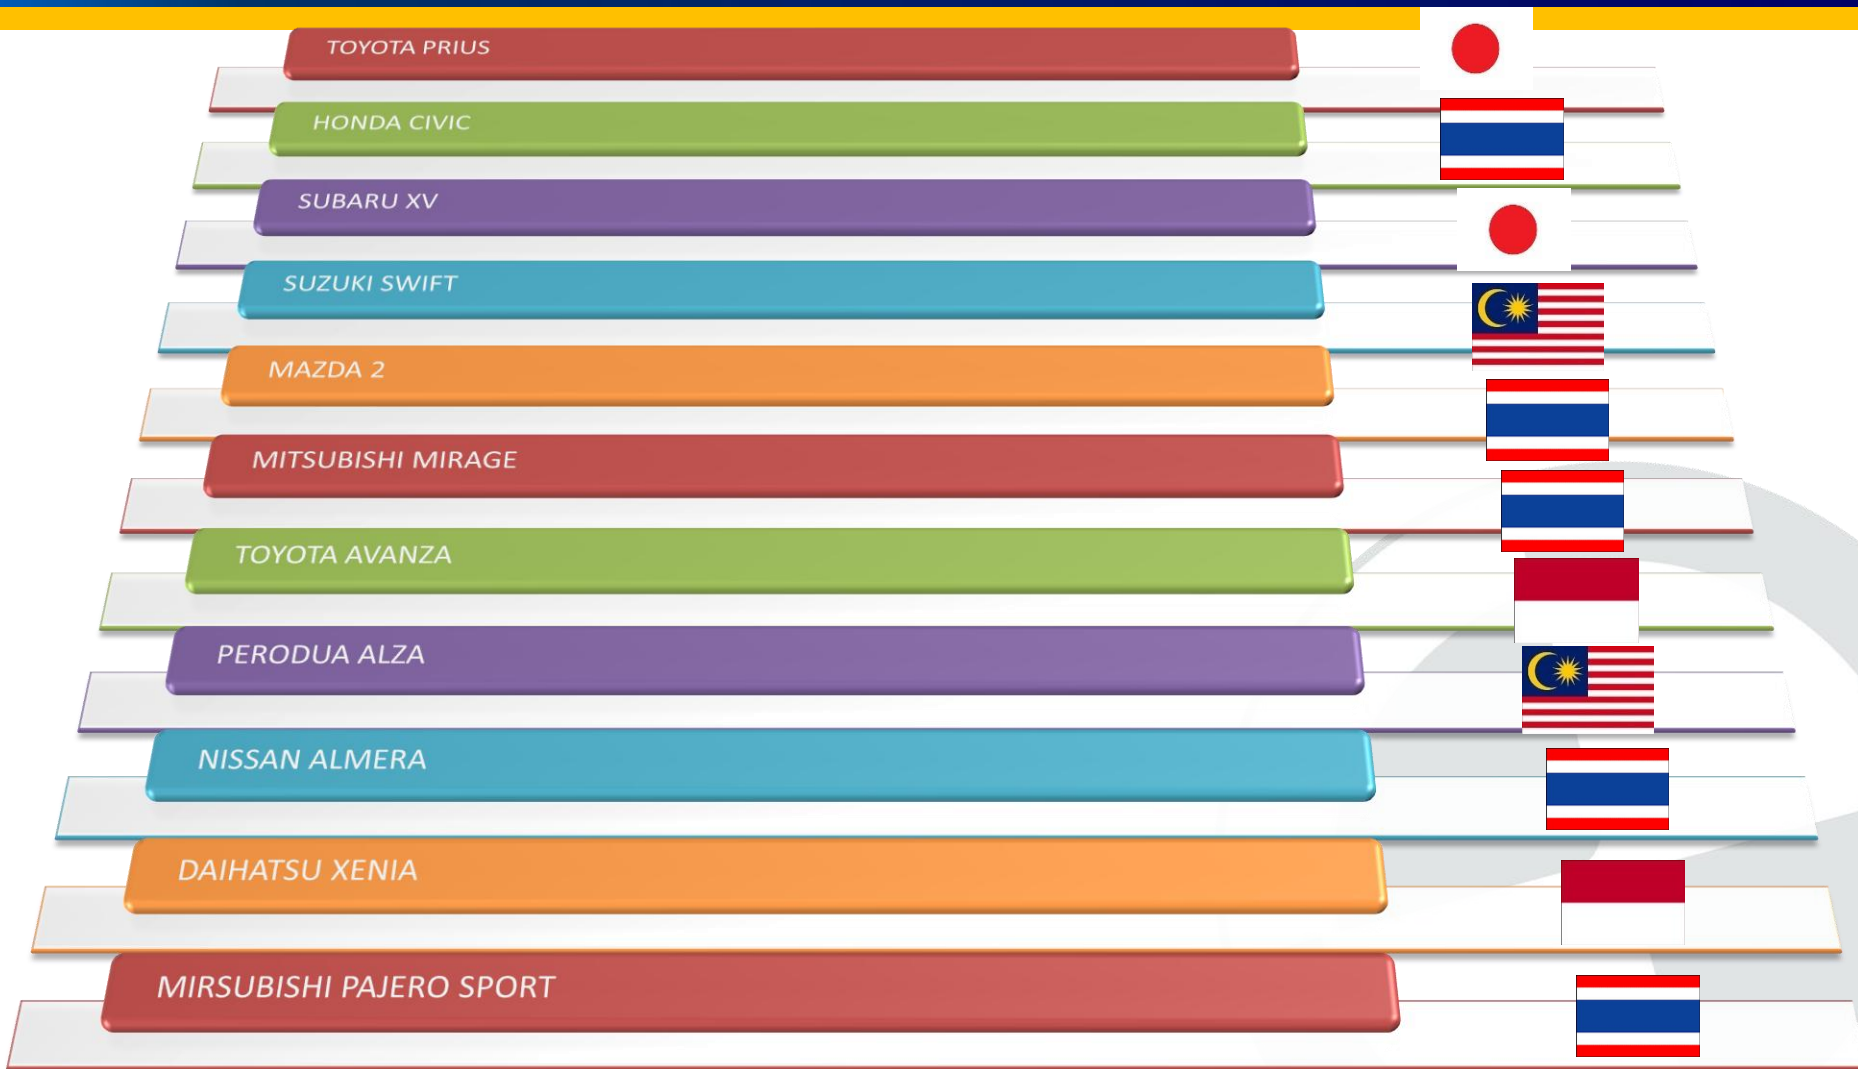 TOYOTA PRIUS
HONDA CIVIC
SUBARU XV
SUZUKI SWIFT
MAZDA 2
MITSUBISHI MIRAGE
TOYOTA AVANZA
PERODUA ALZA
NISSAN ALMERA
DAIHATSU XENIA
MIRSUBISHI PAJERO SPORT